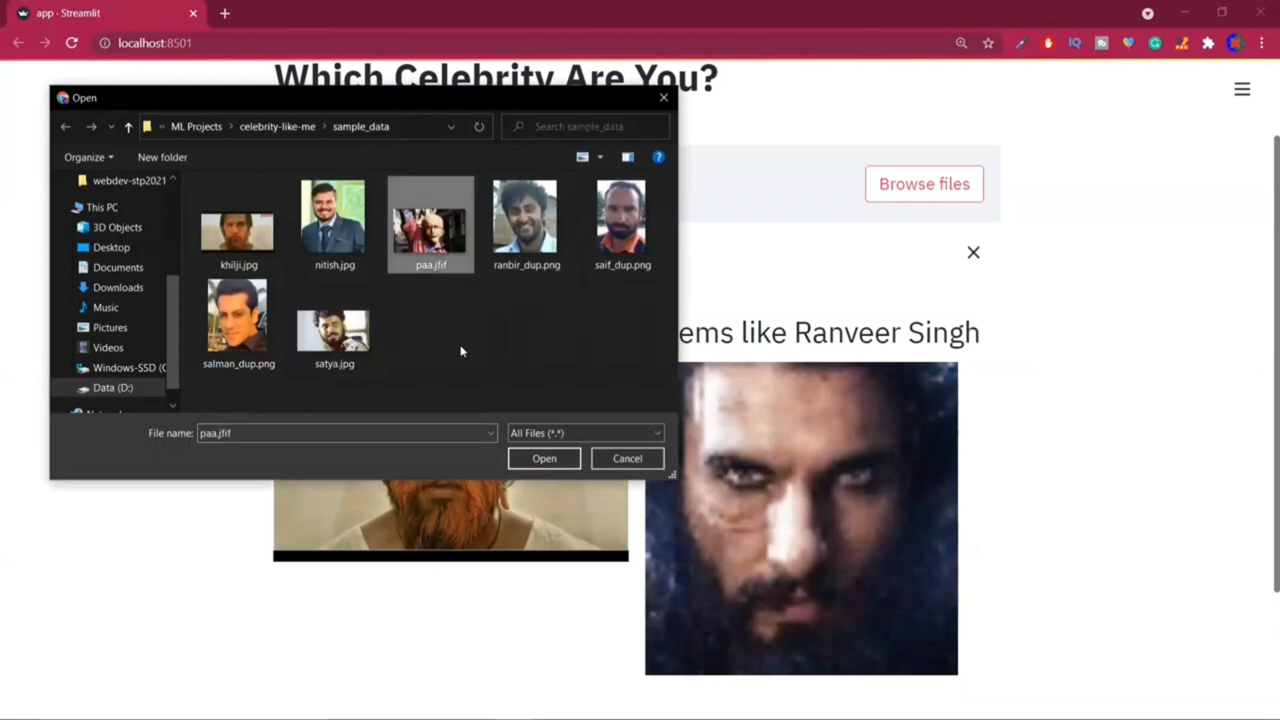 app - Streamlit
localhost:8501
Which Celebrity Are You?
Open
ML Projects
celebrity-like-me
sample_data
Search sample_data
Organize
New folder
webdev-stp2021
This PC
3D Objects
Desktop
Documents
Downloads
Music
Pictures
Videos
Windows-SSD (C
Data (D:)
khilji.jpg
nitish.jpg
paa.jfif
ranbir_dup.png
saif_dup.png
salman_dup.png
satya.jpg
File name:
paa.jfif
All Files (*.*)
Open
Cancel
Browse files
ems like Ranveer Singh